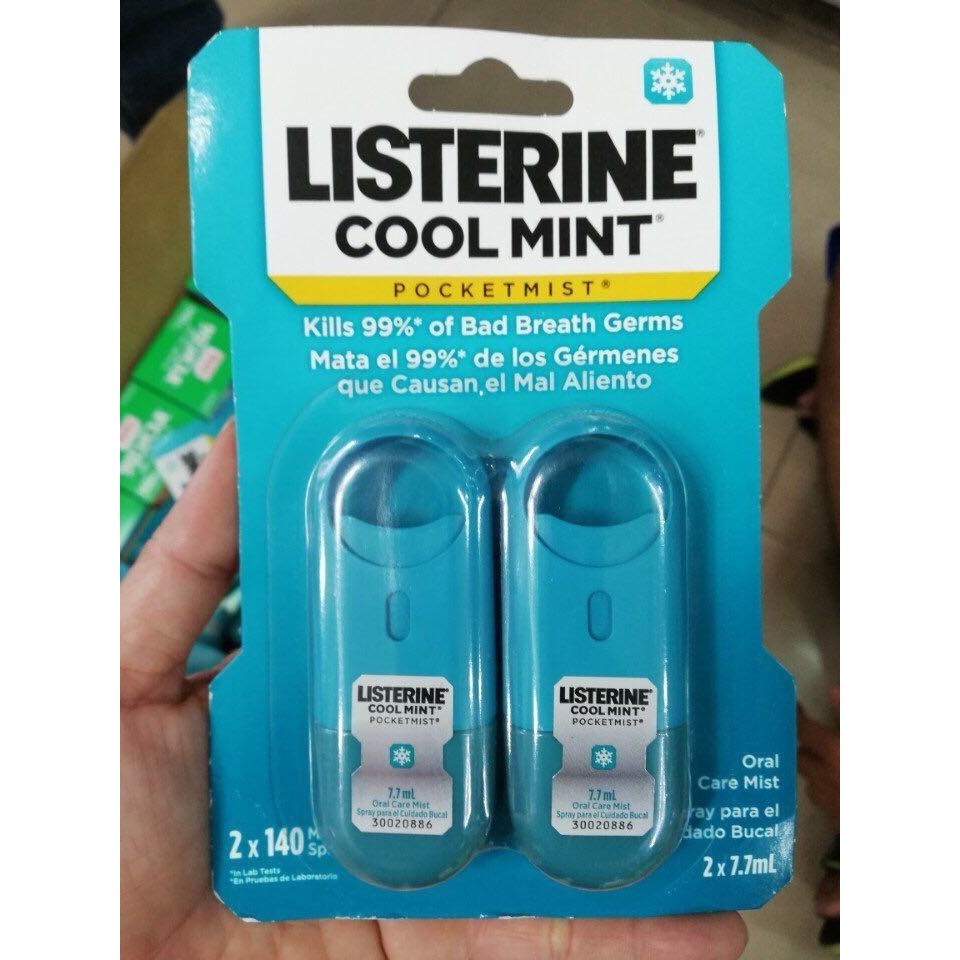 LISTERINE®
COOL MINT®
POCKETMIST®
Kills 99%* of Bad Breath Germs
Mata el 99%* de los Gérmenes
que Causan el Mal Aliento
LISTERINE®
COOL MINT®
POCKETMIST®
7.7 mL
Oral Care Mist
Spray para el Cuidado Bucal
30020886
LISTERINE®
COOL MINT®
POCKETMIST®
7.7 mL
Oral Care Mist
Spray para el Cuidado Bucal
30020886
2 x 140
*In Lab Tests
*En Pruebas de Laboratorio
Oral
Care Mist
para el
Bucal
2 x 7.7mL